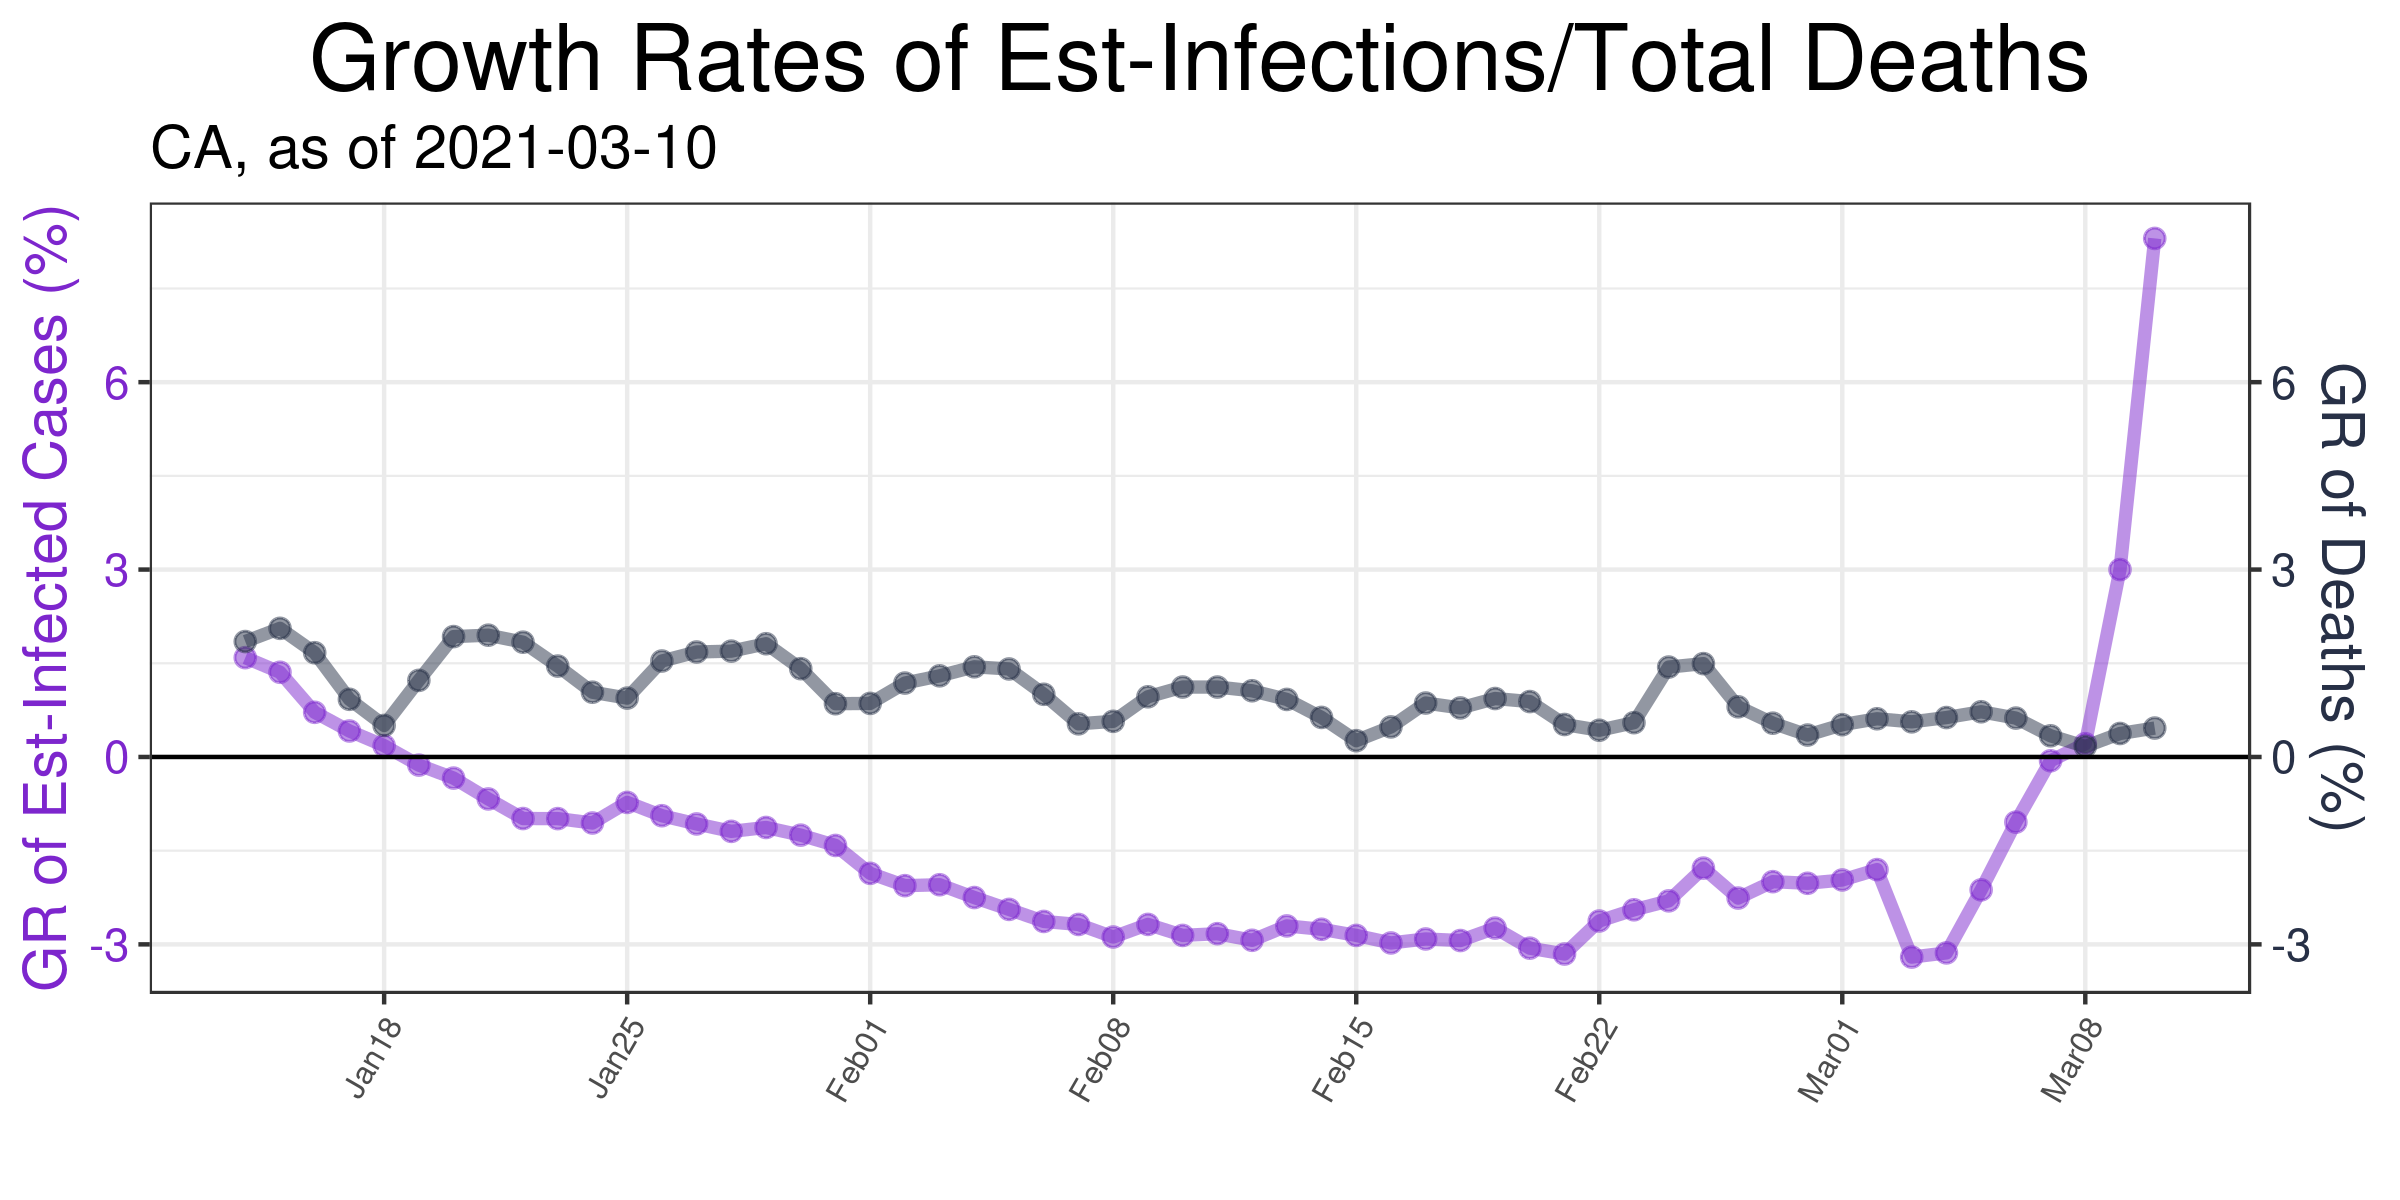 Growth Rates of Est-Infections/Total Deaths
CA, as of 2021-03-10
GR of Est-Infected Cases (%)
6
3
0
-3
6
3
0
-3
GR of Deaths (%)
Jan18
Jan25
Feb01
Feb08
Feb15
Feb22
Mar01
Mar08